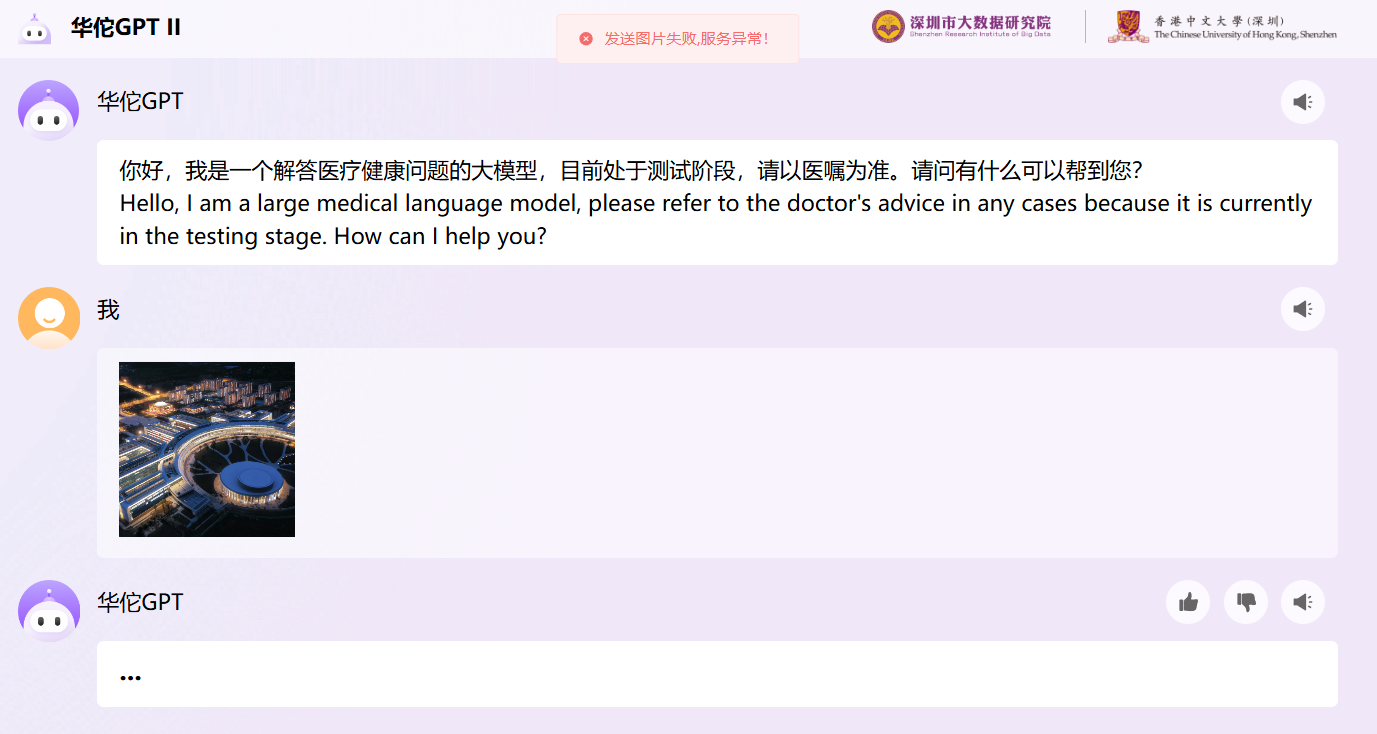 华佗GPT II
发送图片失败,服务异常!
深圳市大数据研究院
Shenzhen Research Institute of Big Data
香港中文大學(深圳)
The Chinese University of Hong Kong, Shenzhen
华佗GPT
你好，我是一个解答医疗健康问题的大模型，目前处于测试阶段，请以医嘱为准。请问有什么可以帮到您？
Hello, I am a large medical language model, please refer to the doctor's advice in any cases because it is currently
in the testing stage. How can I help you?
我
华佗GPT
...